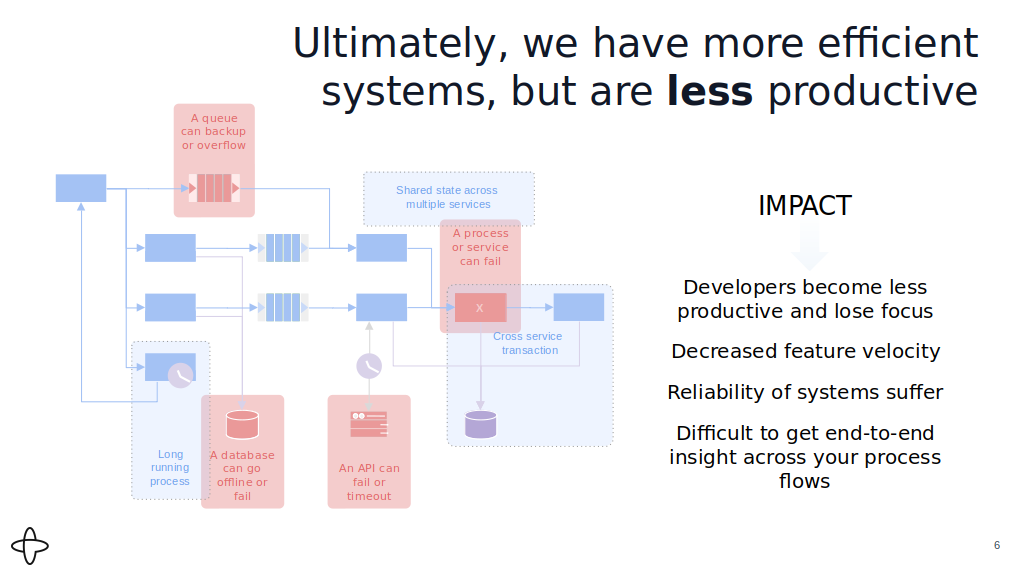 Ultimately, we have more efficient
systems, but are less productive
A queue
can backup
or overflow
Shared state across
multiple services
A process
or service
can fail
X
Cross service
transaction
Long
running
process
A database
can go
offline or
fail
An API can
fail or
timeout
IMPACT
Developers become less
productive and lose focus
Decreased feature velocity
Reliability of systems suffer
Difficult to get end-to-end
insight across your process
flows
6